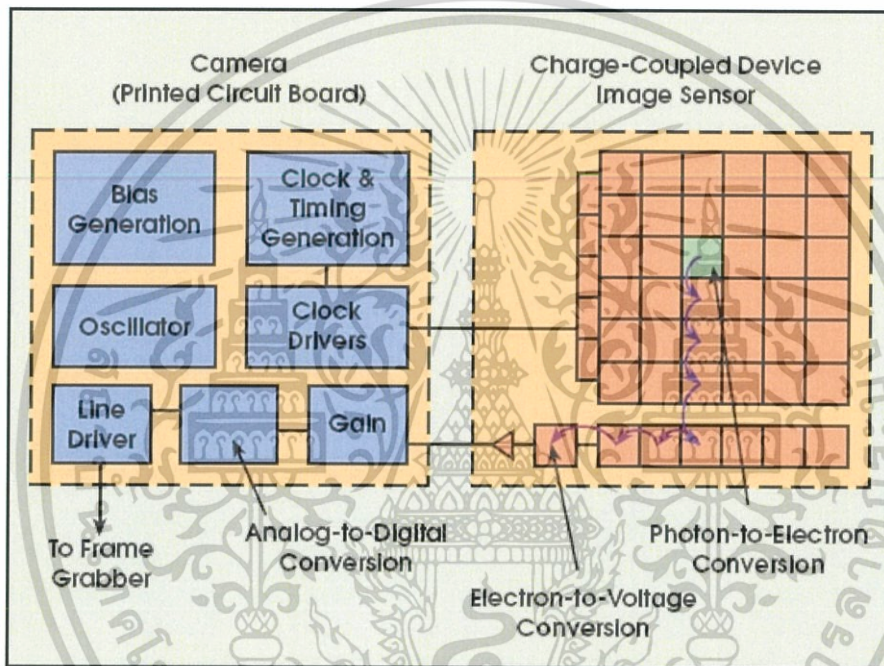 Camera
(Printed Circuit Board)
Charge-Coupled Device
Image Sensor
Bias
Generation
Clock &
Timing
Generation
Oscillator
Clock
Drivers
Line
Driver
Gain
To Frame
Grabber
Analog-to-Digital
Conversion
Electron-to-Voltage
Conversion
Photon-to-Electron
Conversion